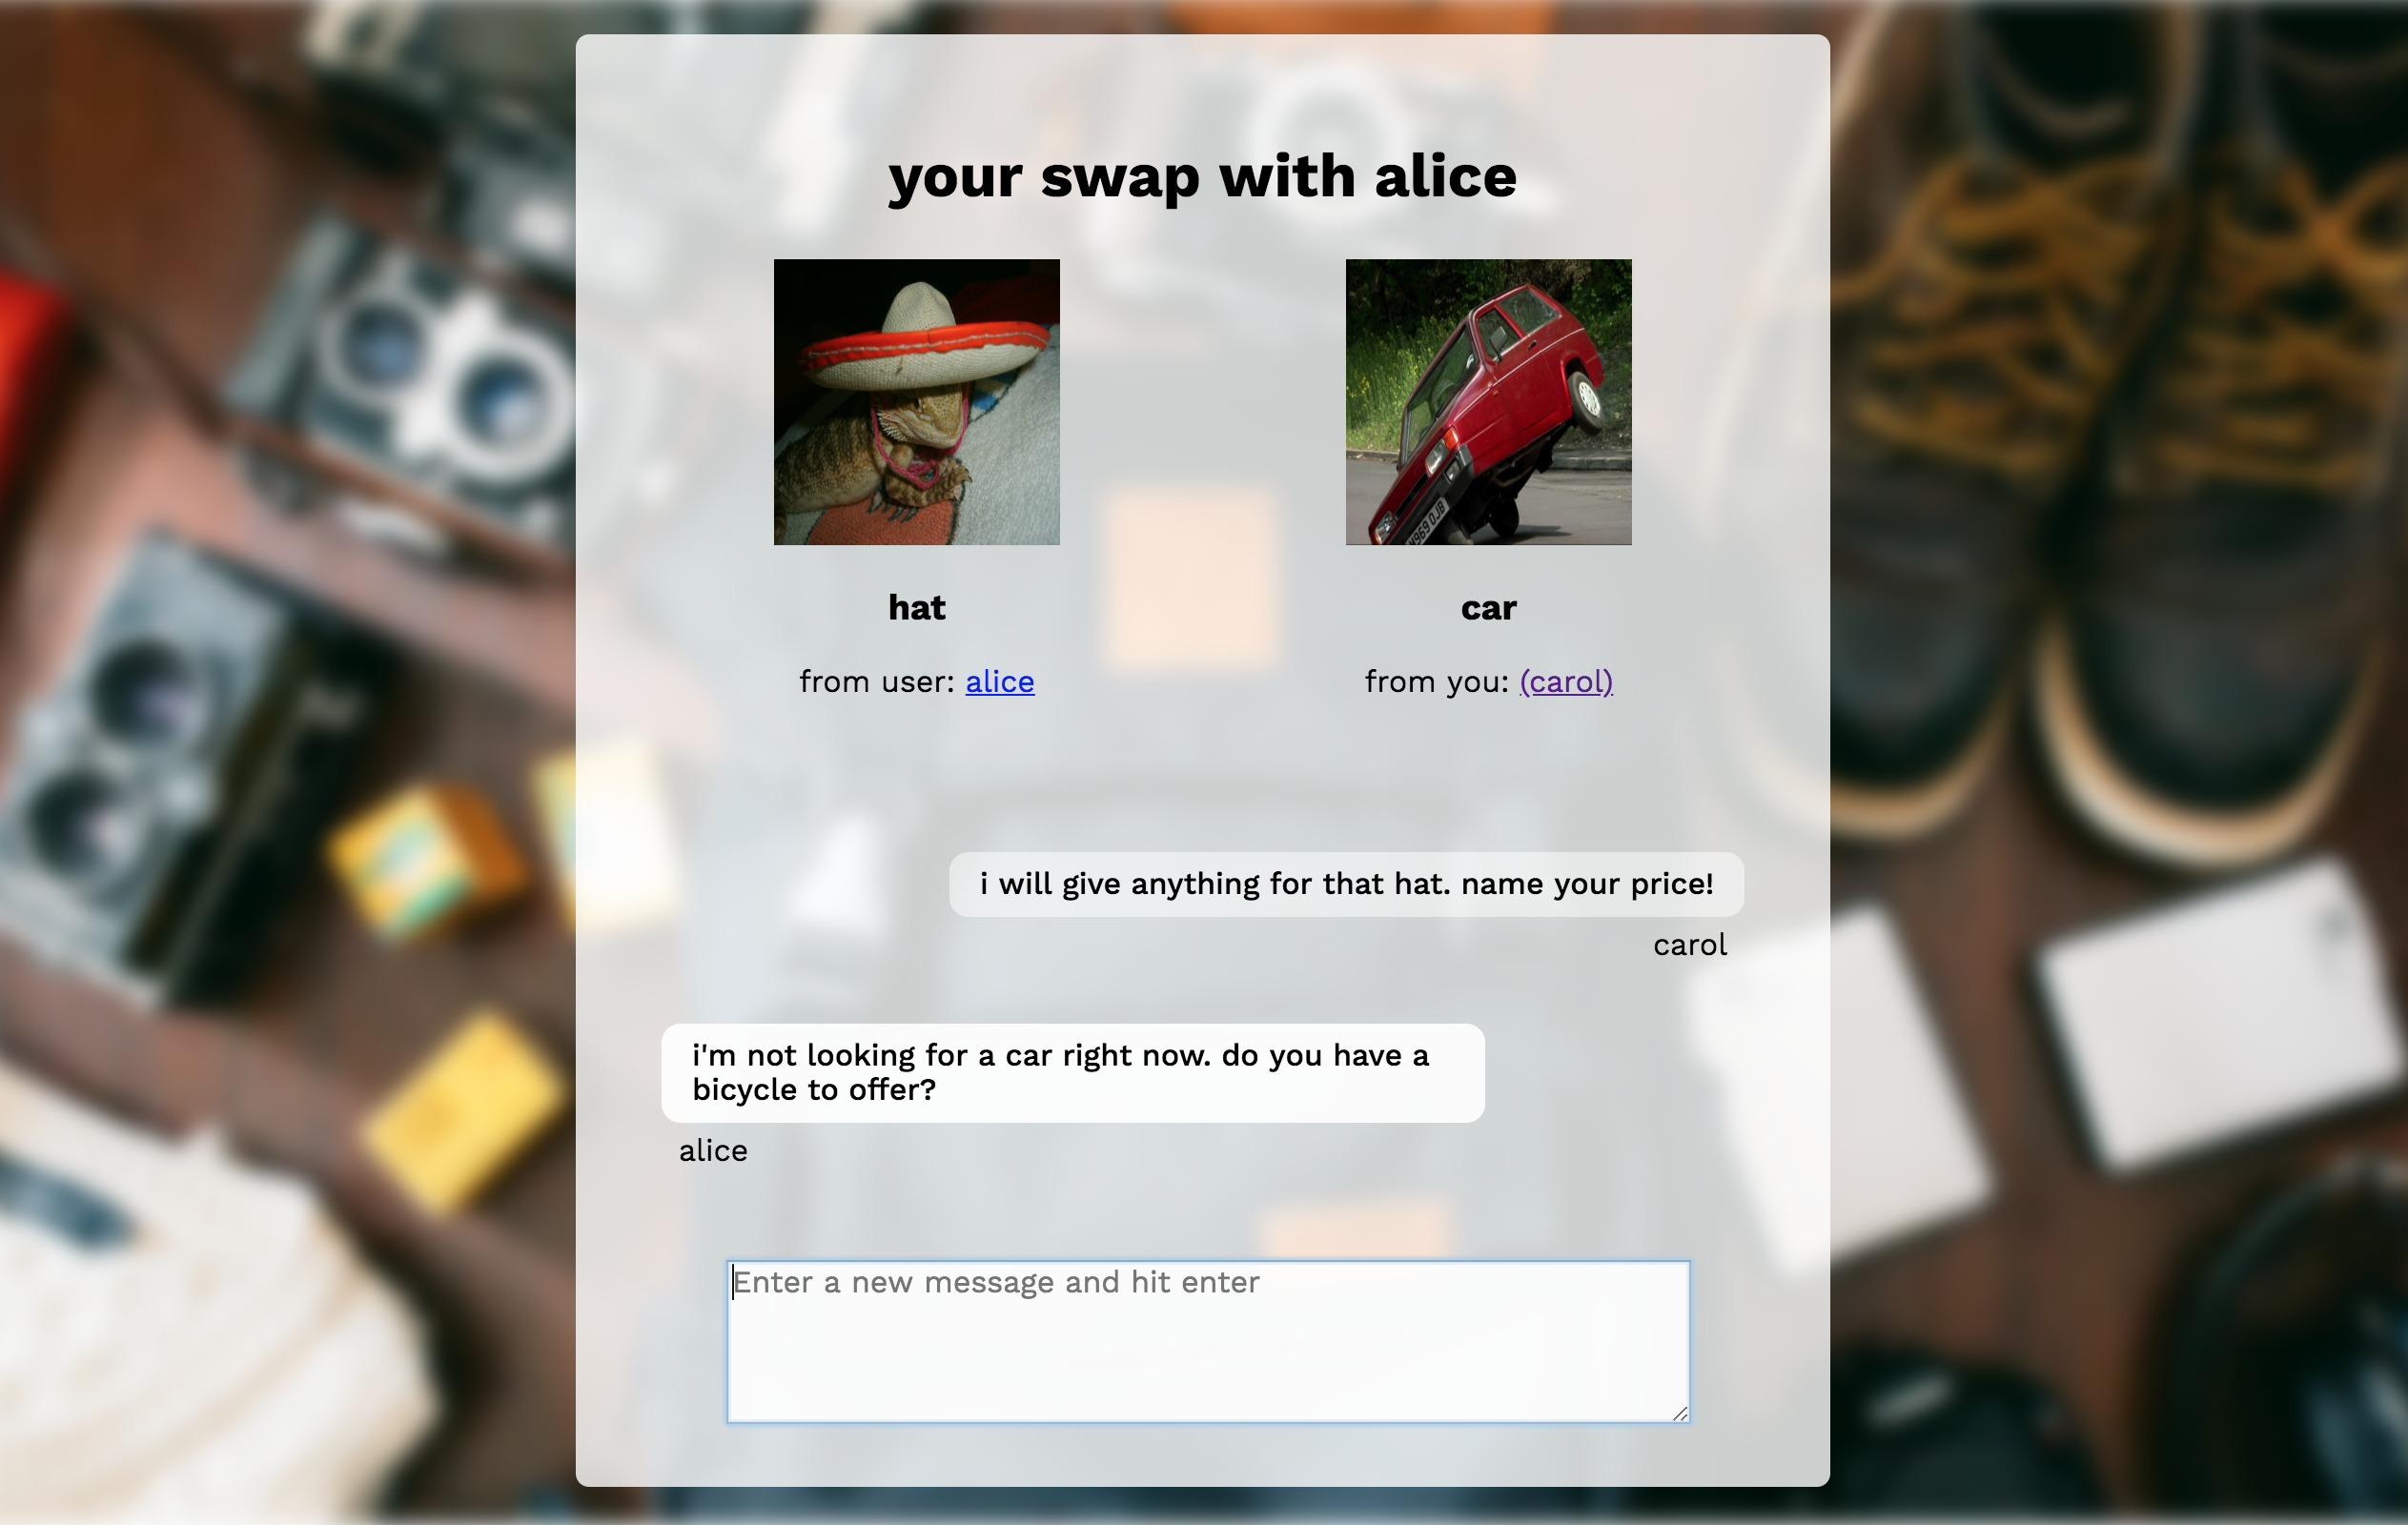 your swap with alice
hat
car
from user: alice
from you: (carol)
i will give anything for that hat. name your price!
carol
i'm not looking for a car right now. do you have a
bicycle to offer?
alice
Enter a new message and hit enter